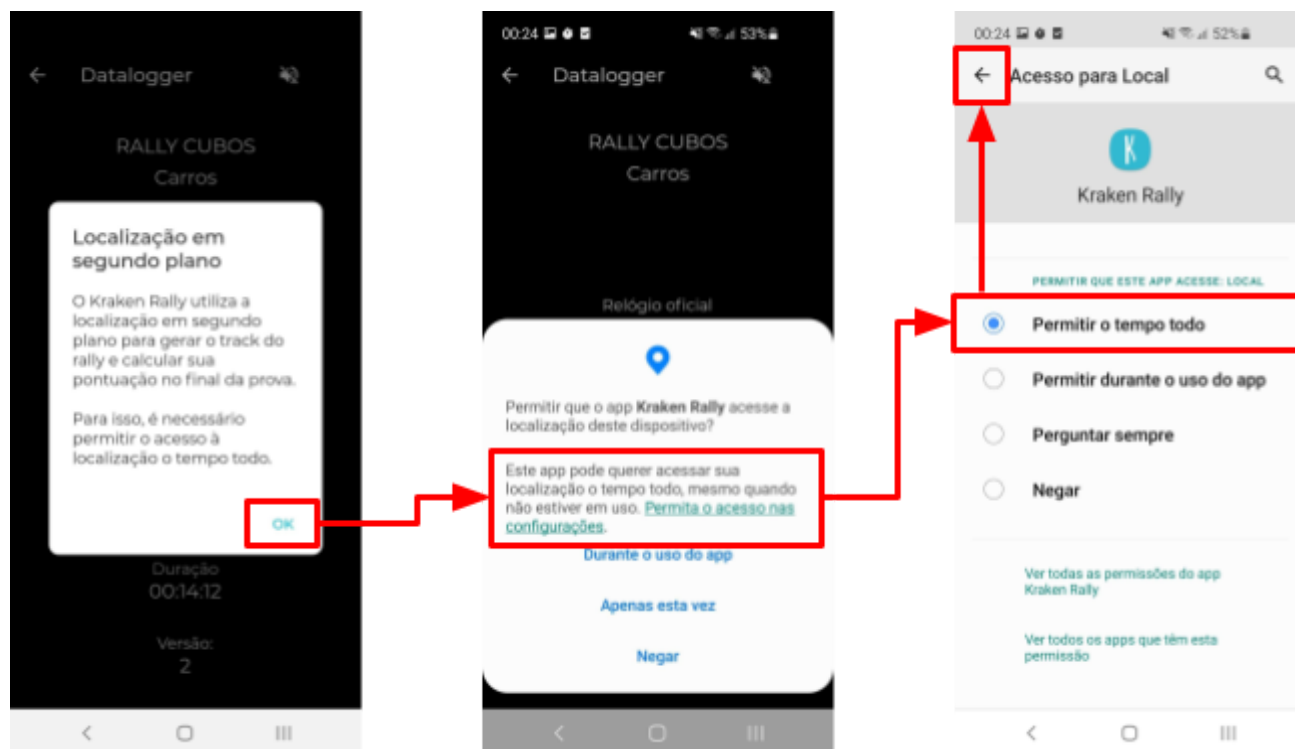 Datalogger
RALLY CUBOS
Carros
Localização em
segundo plano
O Kraken Rally utiliza a
localização em segundo
plano para gerar o track do
rally e calcular sua
pontuação no final da prova.
Para isso, é necessário
permitir o acesso à
localização o tempo todo.
OK
Duração
00:14:12
Versão:
2
00:24 53%
Datalogger
RALLY CUBOS
Carros
Relógio oficial
Permitir que o app Kraken Rally acesse a
localização deste dispositivo?
Este app pode querer acessar sua
localização o tempo todo, mesmo quando
não estiver em uso. Permita o acesso nas
configurações.
Durante o uso do app
Apenas esta vez
Negar
00:24 52%
Acesso para Local
K
Kraken Rally
PERMITIR QUE ESTE APP ACESSE: LOCAL
Permitir o tempo todo
Permitir durante o uso do app
Perguntar sempre
Negar
Ver todas as permissões do app
Kraken Rally
Ver todos os apps que têm esta
permissão